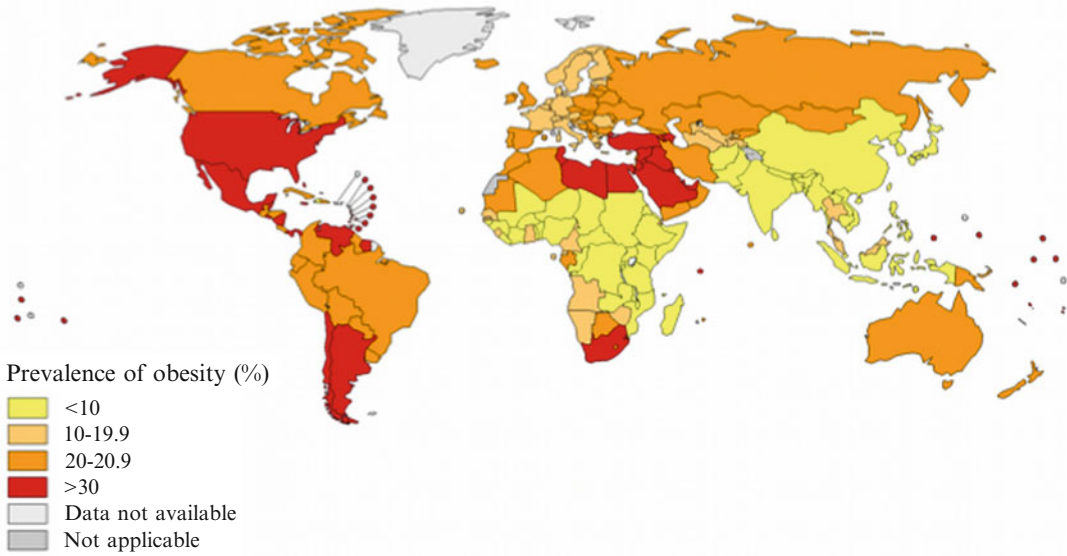 Prevalence of obesity (%)
<10
10-19.9
20-20.9
>30
Data not available
Not applicable